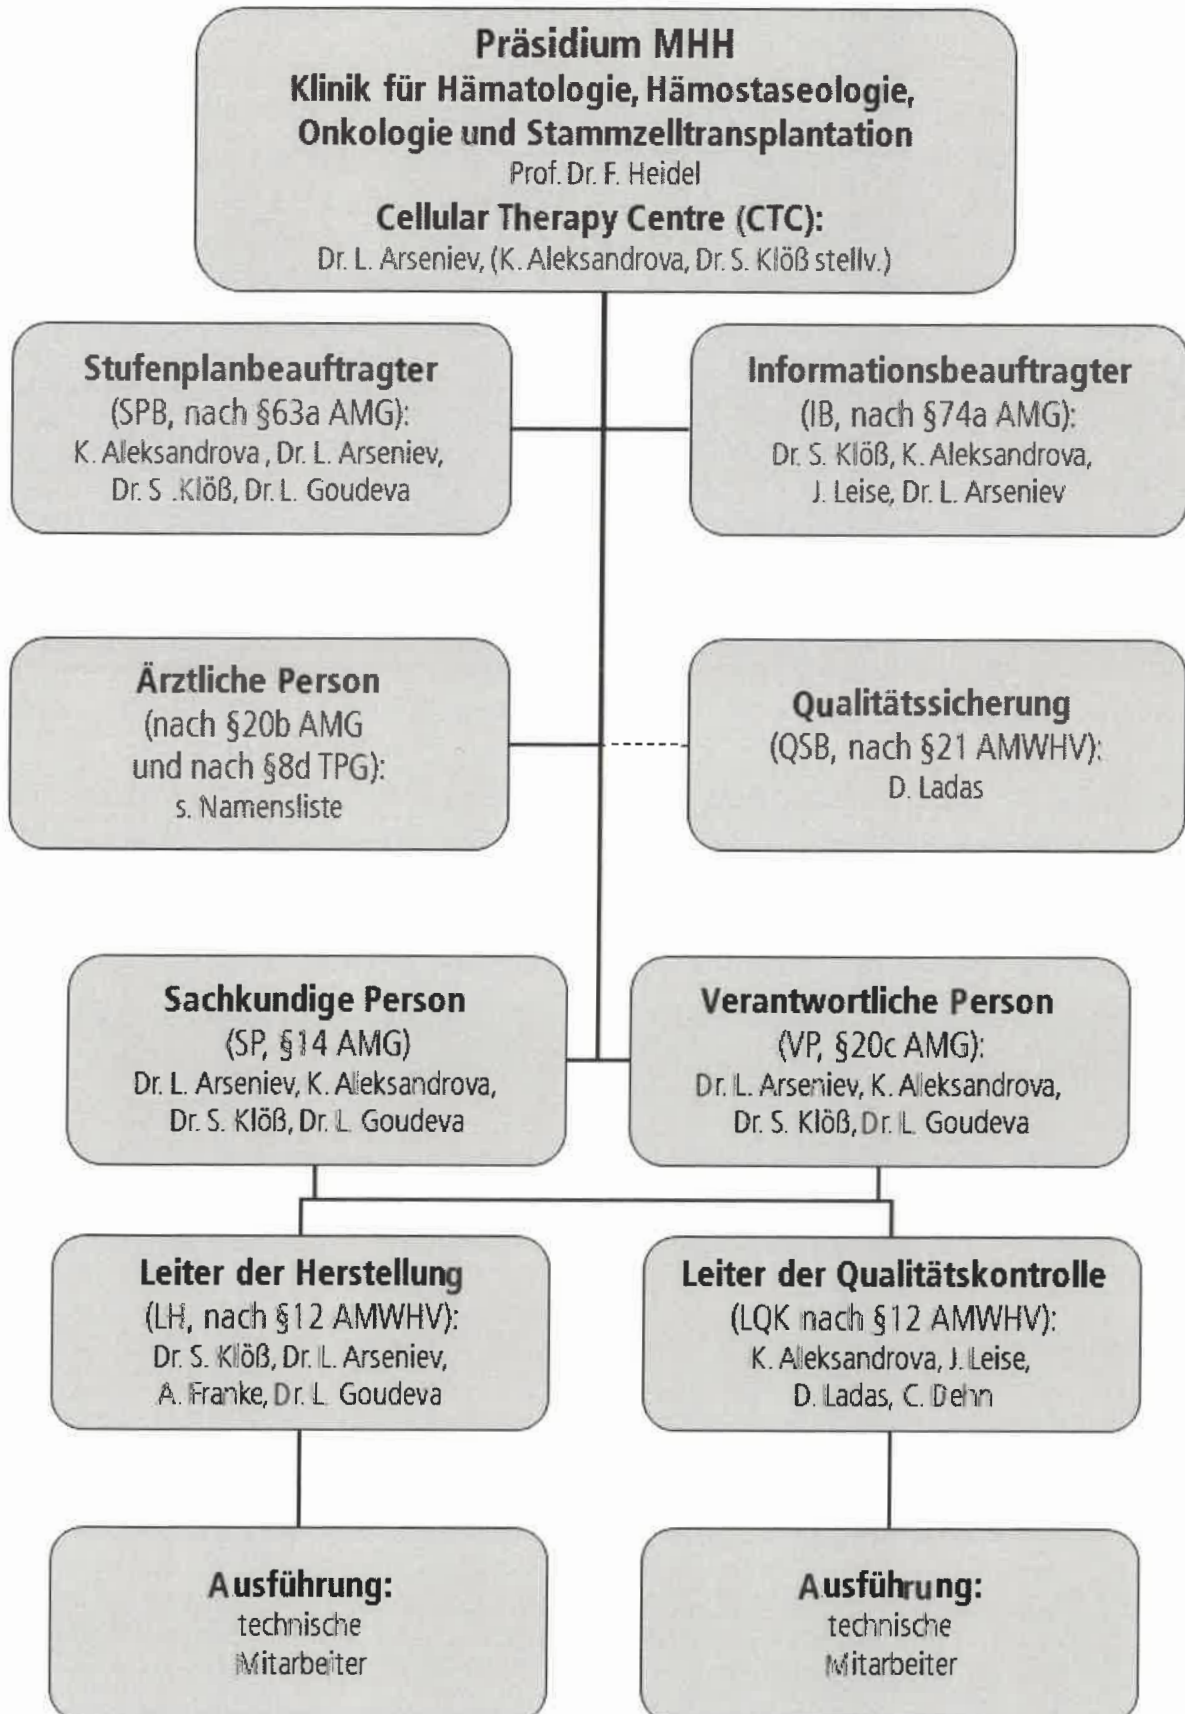 Präsidium MHH
Klinik für Hämatologie, Hämostaseologie,
Onkologie und Stammzelltransplantation
Prof. Dr. F. Heidel
Cellular Therapy Centre (CTC):
Dr. L. Arseniev, (K. Aleksandrova, Dr. S. Klöß stellv.)
Stufenplanbeauftragter
(SPB, nach §63a AMG):
K. Aleksandrova , Dr. L. Arseniev,
Dr. S .Klöß, Dr. L. Goudeva
Informationsbeauftragter
(IB, nach §74a AMG):
Dr. S. Klöß, K. Aleksandrova,
J. Leise, Dr. L. Arseniev
Ärztliche Person
(nach §20b AMG
und nach §8d TPG):
s. Namensliste
Qualitätssicherung
(QSB, nach §21 AMWHV):
D. Ladas
Sachkundige Person
(SP, §14 AMG)
Dr. L. Arseniev, K. Aleksandrova,
Dr. S. Klöß, Dr. L. Goudeva
Verantwortliche Person
(VP, §20c AMG):
Dr. L. Arseniev, K. Aleksandrova,
Dr. S. Klöß, Dr. L. Goudeva
Leiter der Herstellung
(LH, nach §12 AMWHV):
Dr. S. Klöß, Dr. L. Arseniev,
A. Franke, Dr. L. Goudeva
Leiter der Qualitätskontrolle
(LQK nach §12 AMWHV):
K. Aleksandrova, J. Leise,
D. Ladas, C. Dehn
Ausführung:
technische
Mitarbeiter
Ausführung:
technische
Mitarbeiter